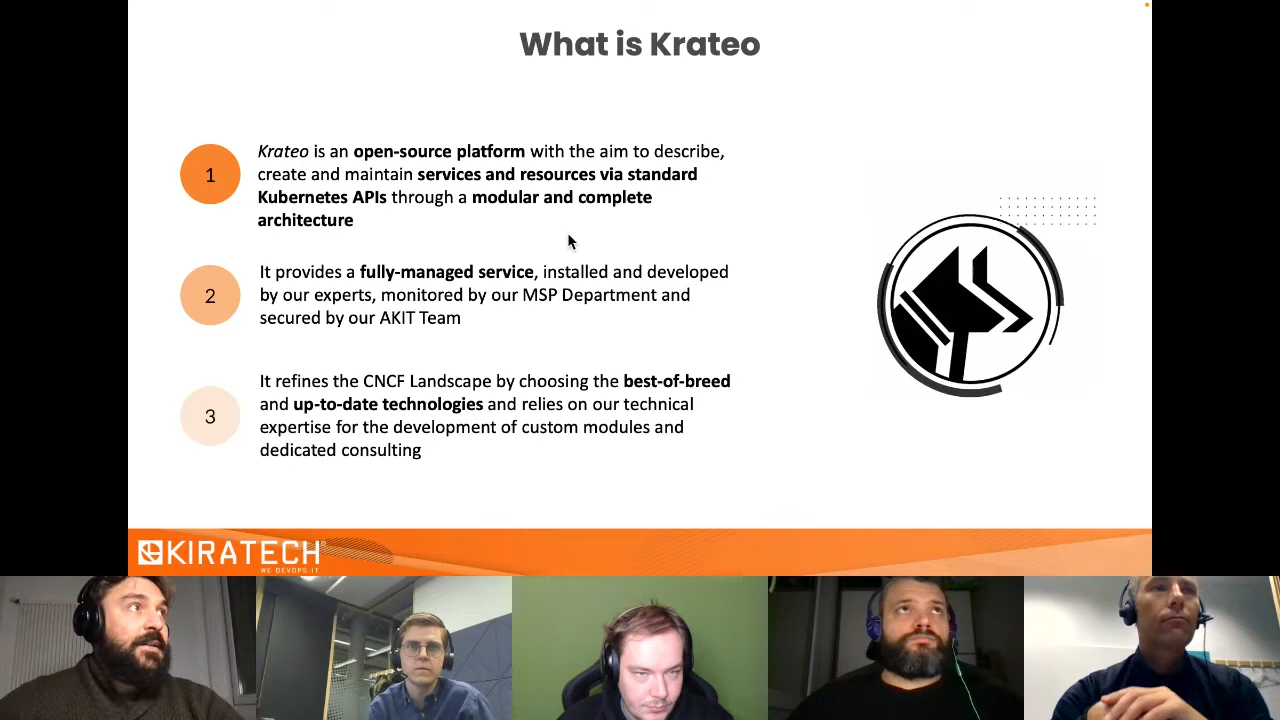 What is Krateo
1
Krateo is an open-source platform with the aim to describe,
create and maintain services and resources via standard
Kubernetes APIs through a modular and complete
architecture
2
It provides a fully-managed service, installed and developed
by our experts, monitored by our MSP Department and
secured by our AKIT Team
3
It refines the CNCF Landscape by choosing the best-of-breed
and up-to-date technologies and relies on our technical
expertise for the development of custom modules and
dedicated consulting
KIRATECH
WE DEVOPS IT